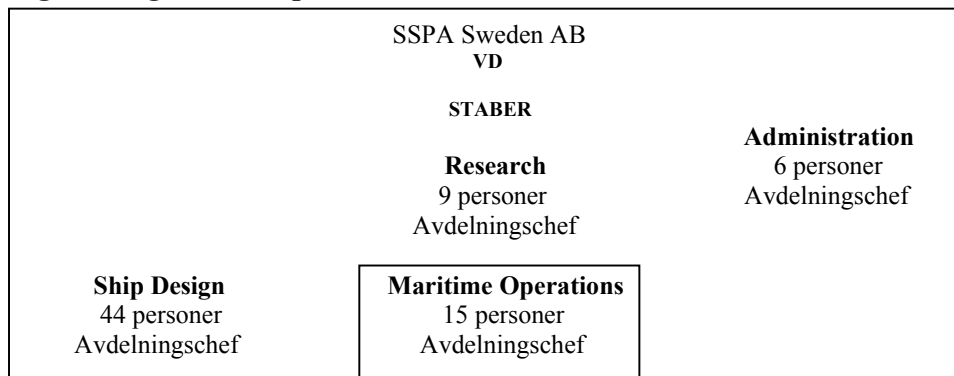 SSPA Sweden AB
VD
STABER
Administration
6 personer
Avdelningschef
Research
9 personer
Avdelningschef
Ship Design
44 personer
Avdelningschef
Maritime Operations
15 personer
Avdelningschef